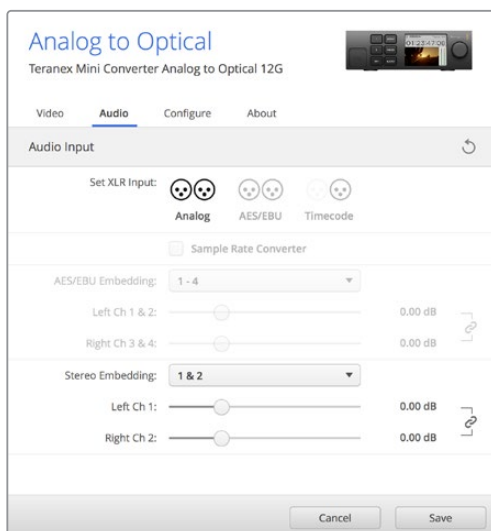 Analog to Optical
Teranex Mini Converter Analog to Optical 12G
01:23:47:08
Video Audio Configure About
Audio Input
Set XLR Input:
Analog AES/EBU Timecode
Sample Rate Converter
AES/EBU Embedding: 1 - 4
Left Ch 1 & 2: 0.00 dB
Right Ch 3 & 4: 0.00 dB
Stereo Embedding: 1 & 2
Left Ch 1: 0.00 dB
Right Ch 2: 0.00 dB
Cancel Save